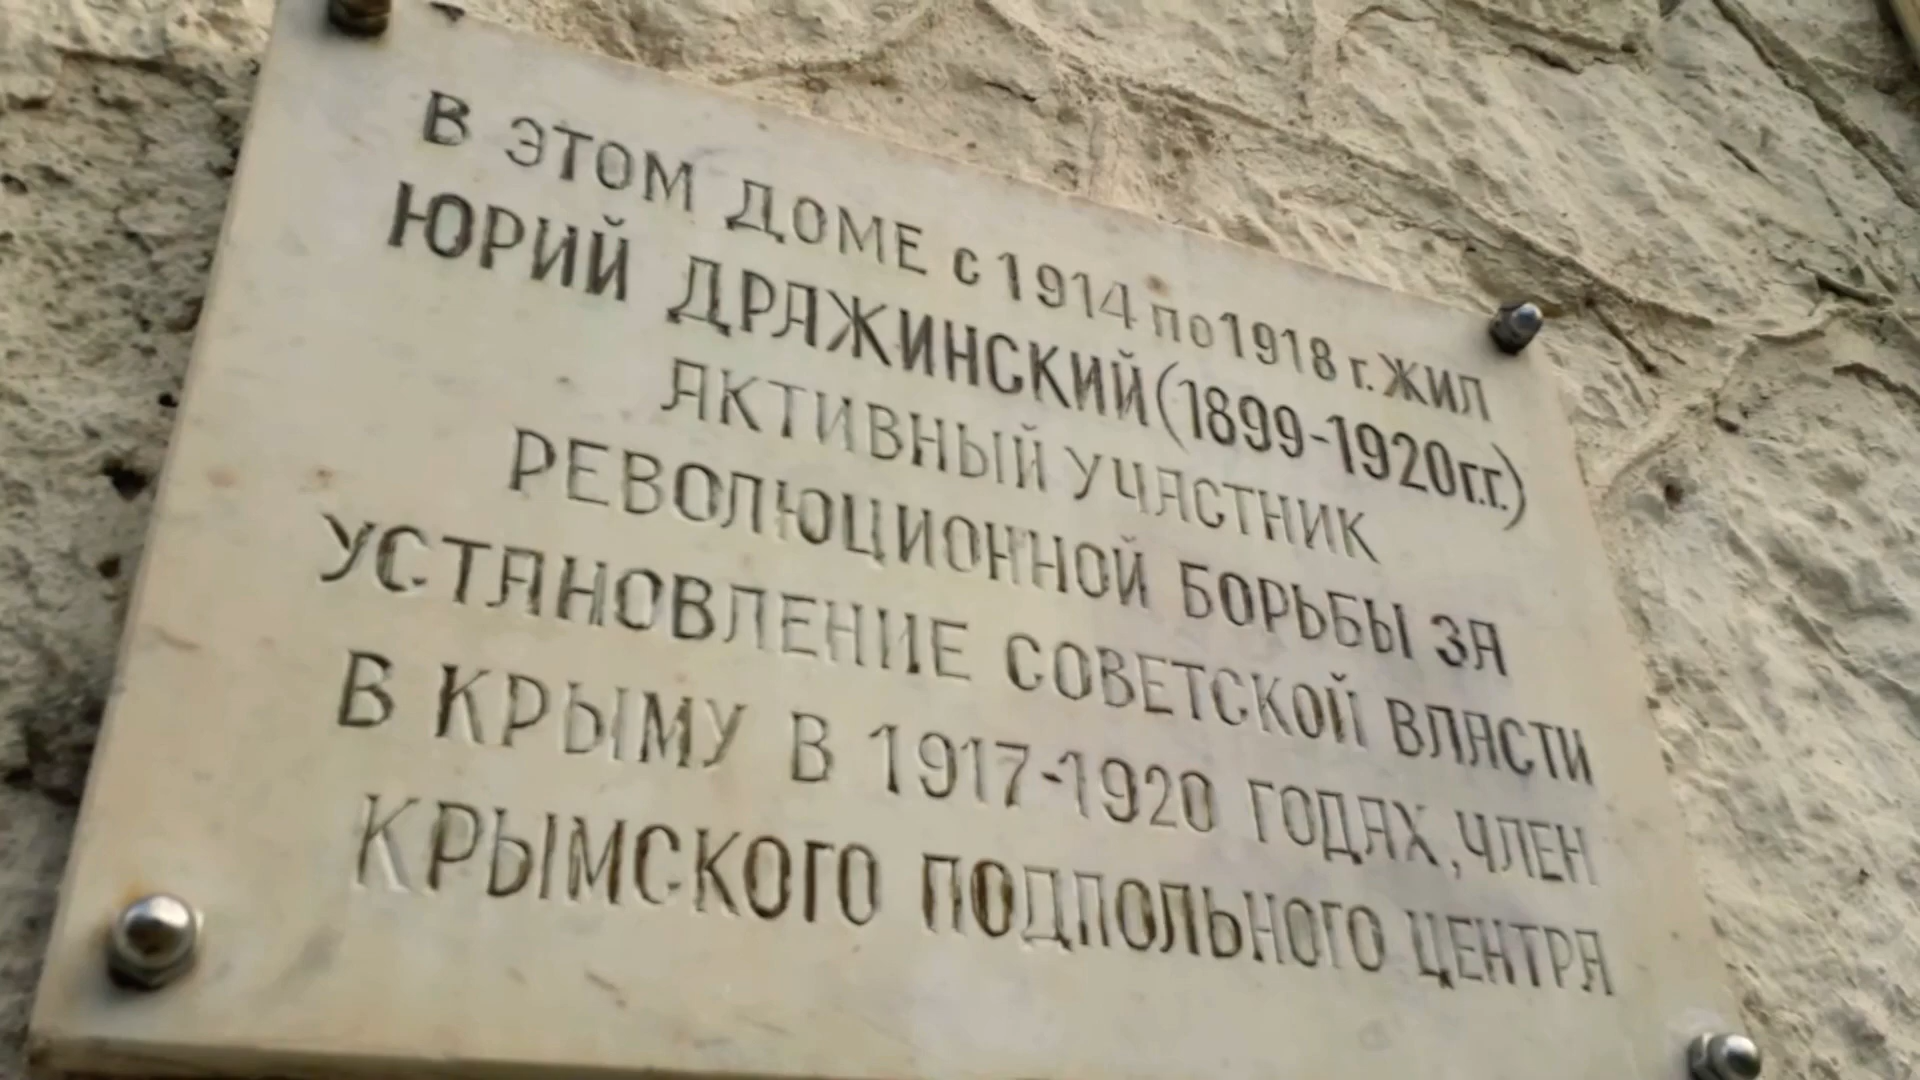 В ЭТОМ ДОМЕ с 1914 по 1918 г. ЖИЛ
ЮРИЙ ДРАЖИНСКИЙ (1899-1920г.г.)
АКТИВНЫЙ УЧАСТНИК
РЕВОЛЮЦИОННОЙ БОРЬБЫ ЗА
УСТАНОВЛЕНИЕ СОВЕТСКОЙ ВЛАСТИ
В КРЫМУ В 1917-1920 ГОДАХ, ЧЛЕН
КРЫМСКОГО ПОДПОЛЬНОГО ЦЕНТРА